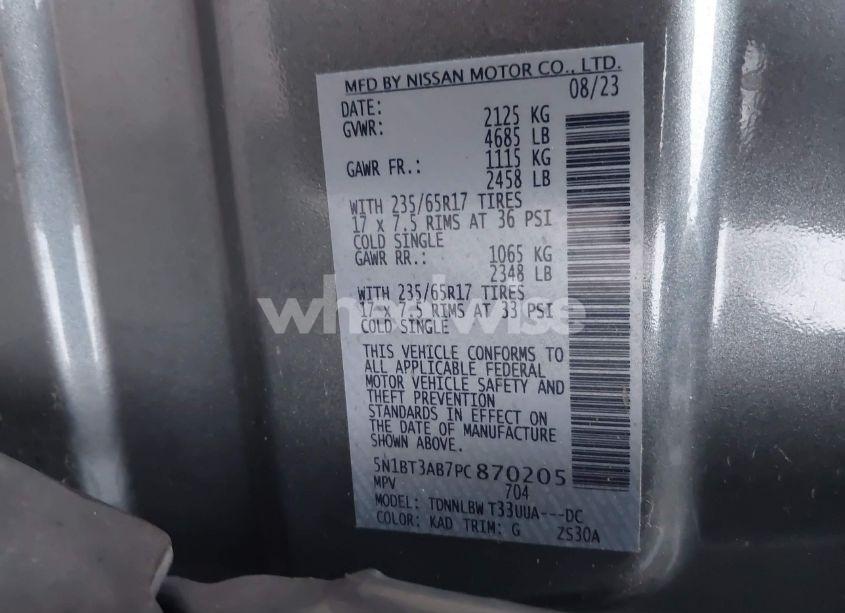 MFD BY NISSAN MOTOR CO., LTD.
DATE: 08/23
GVWR: 2125 KG
4685 LB
GAWR FR.: 1115 KG
2458 LB
WITH 235/65R17 TIRES
17 x 7.5 RIMS AT 36 PSI
COLD SINGLE
GAWR RR.: 1065 KG
2348 LB
WITH 235/65R17 TIRES
17 x 7.5 RIMS AT 33 PSI
COLD SINGLE
wheelwise
THIS VEHICLE CONFORMS TO
ALL APPLICABLE FEDERAL
MOTOR VEHICLE SAFETY AND
THEFT PREVENTION
STANDARDS IN EFFECT ON
THE DATE OF MANUFACTURE
SHOWN ABOVE.
5N1BT3AB7PC870205
MPV 704
MODEL: TDNNLBW T33UUA---DC
COLOR: KAD TRIM: G ZS30A